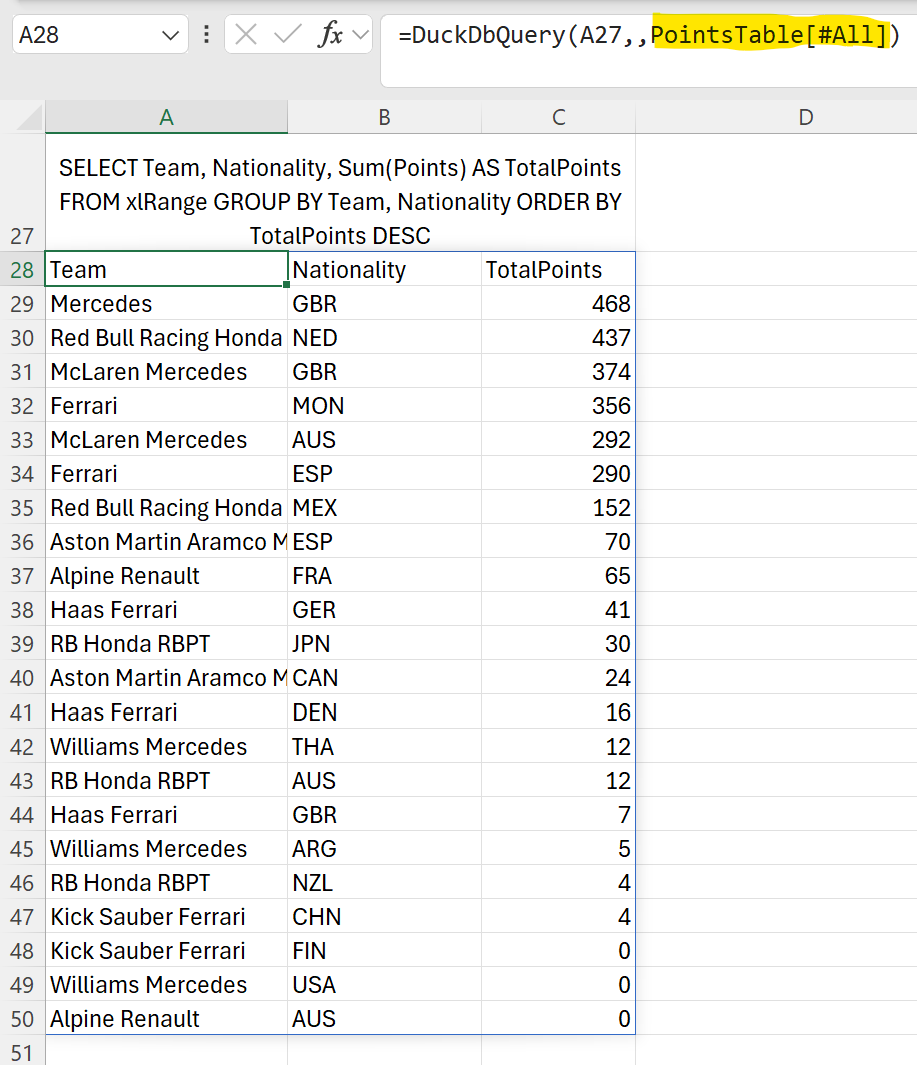 A28 fx =DuckDbQuery(A27,,PointsTable[#All])
A B C D
SELECT Team, Nationality, Sum(Points) AS TotalPoints
FROM xlRange GROUP BY Team, Nationality ORDER BY
27 TotalPoints DESC
28 Team Nationality TotalPoints
29 Mercedes GBR 468
30 Red Bull Racing Honda NED 437
31 McLaren Mercedes GBR 374
32 Ferrari MON 356
33 McLaren Mercedes AUS 292
34 Ferrari ESP 290
35 Red Bull Racing Honda MEX 152
36 Aston Martin Aramco M ESP 70
37 Alpine Renault FRA 65
38 Haas Ferrari GER 41
39 RB Honda RBPT JPN 30
40 Aston Martin Aramco M CAN 24
41 Haas Ferrari DEN 16
42 Williams Mercedes THA 12
43 RB Honda RBPT AUS 12
44 Haas Ferrari GBR 7
45 Williams Mercedes ARG 5
46 RB Honda RBPT NZL 4
47 Kick Sauber Ferrari CHN 4
48 Kick Sauber Ferrari FIN 0
49 Williams Mercedes USA 0
50 Alpine Renault AUS 0
51